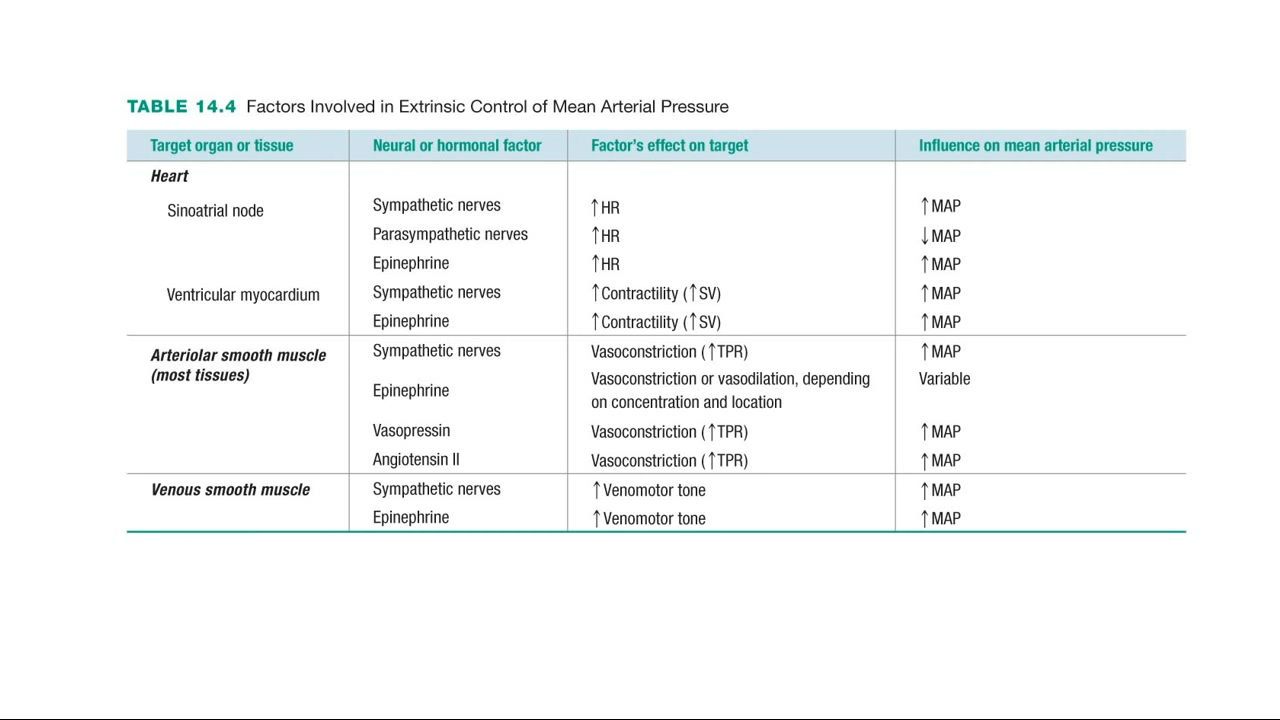 TABLE 14.4 Factors Involved in Extrinsic Control of Mean Arterial Pressure
Target organ or tissue Neural or hormonal factor Factor's effect on target Influence on mean arterial pressure
Heart
Sinoatrial node Sympathetic nerves ↑HR ↑MAP
Parasympathetic nerves ↑HR ↓MAP
Epinephrine ↑HR ↑MAP
Ventricular myocardium Sympathetic nerves ↑Contractility (↑SV) ↑MAP
Epinephrine ↑Contractility (↑SV) ↑MAP
Arteriolar smooth muscle Sympathetic nerves Vasoconstriction (↑TPR) ↑MAP
(most tissues) Epinephrine Vasoconstriction or vasodilation, depending Variable
on concentration and location
Vasopressin Vasoconstriction (↑TPR) ↑MAP
Angiotensin II Vasoconstriction (↑TPR) ↑MAP
Venous smooth muscle Sympathetic nerves ↑Venomotor tone ↑MAP
Epinephrine ↑Venomotor tone ↑MAP